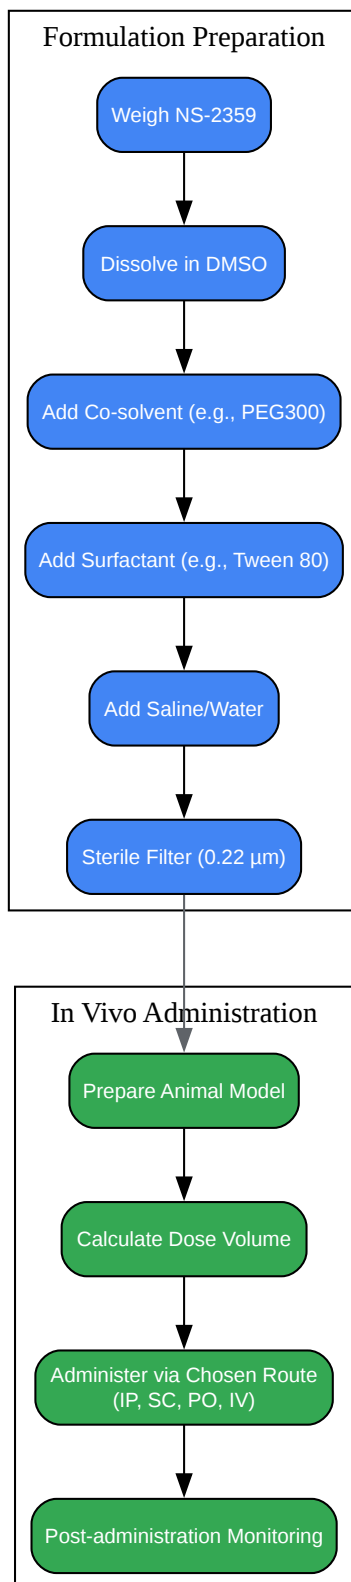 Formulation Preparation
Weigh NS-2359
Dissolve in DMSO
Add Co-solvent (e.g., PEG300)
Add Surfactant (e.g., Tween 80)
Add Saline/Water
Sterile Filter (0.22 µm)
In Vivo Administration
Prepare Animal Model
Calculate Dose Volume
Administer via Chosen Route
(IP, SC, PO, IV)
Post-administration Monitoring